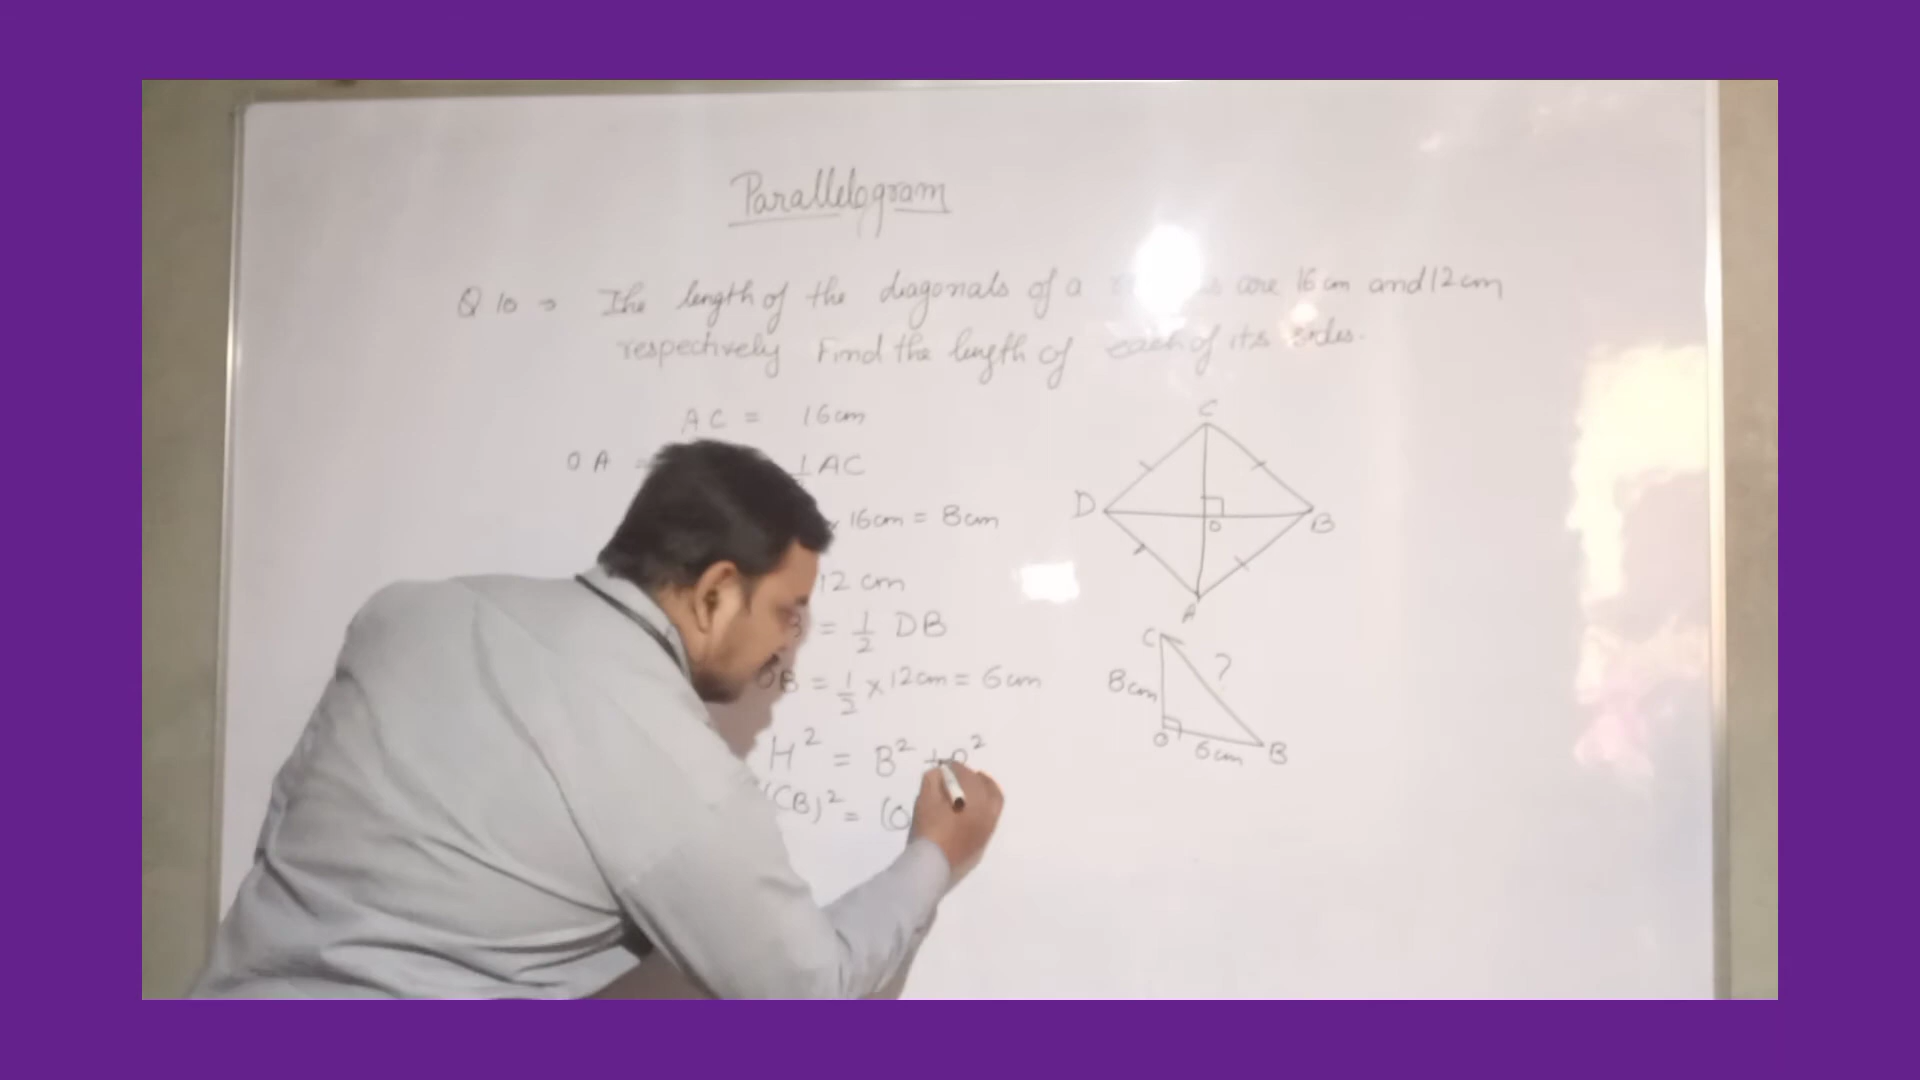 Parallelogram
Q 10 ⇒ The length of the diagonals of a are 16 cm and 12 cm
respectively Find the length of each of its sides.
AC = 16cm
OA = AC
16cm = 8cm
12 cm
= 1/2 DB
OB = 1/2 × 12cm = 6cm
H² = B² +
(CB)² = (O
C
D
O
B
A
C
8cm
?
O
6cm
B